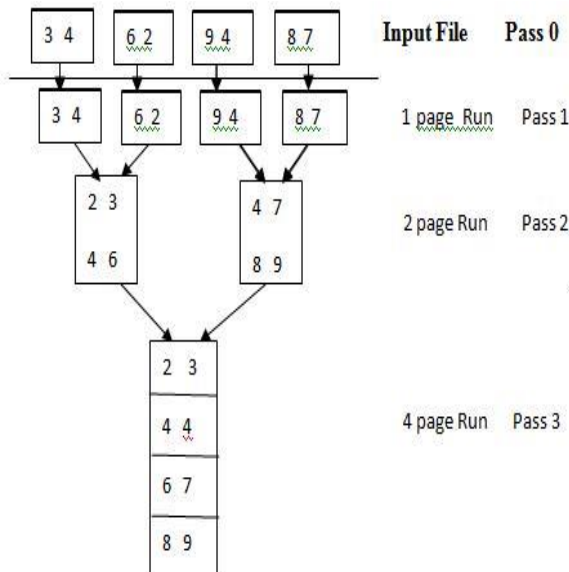 3 4 6 2 9 4 8 7 Input File Pass 0
3 4 6 2 9 4 8 7 1 page Run Pass 1
2 3 4 7
2 page Run Pass 2
4 6 8 9
2 3
4 4 4 page Run Pass 3
6 7
8 9